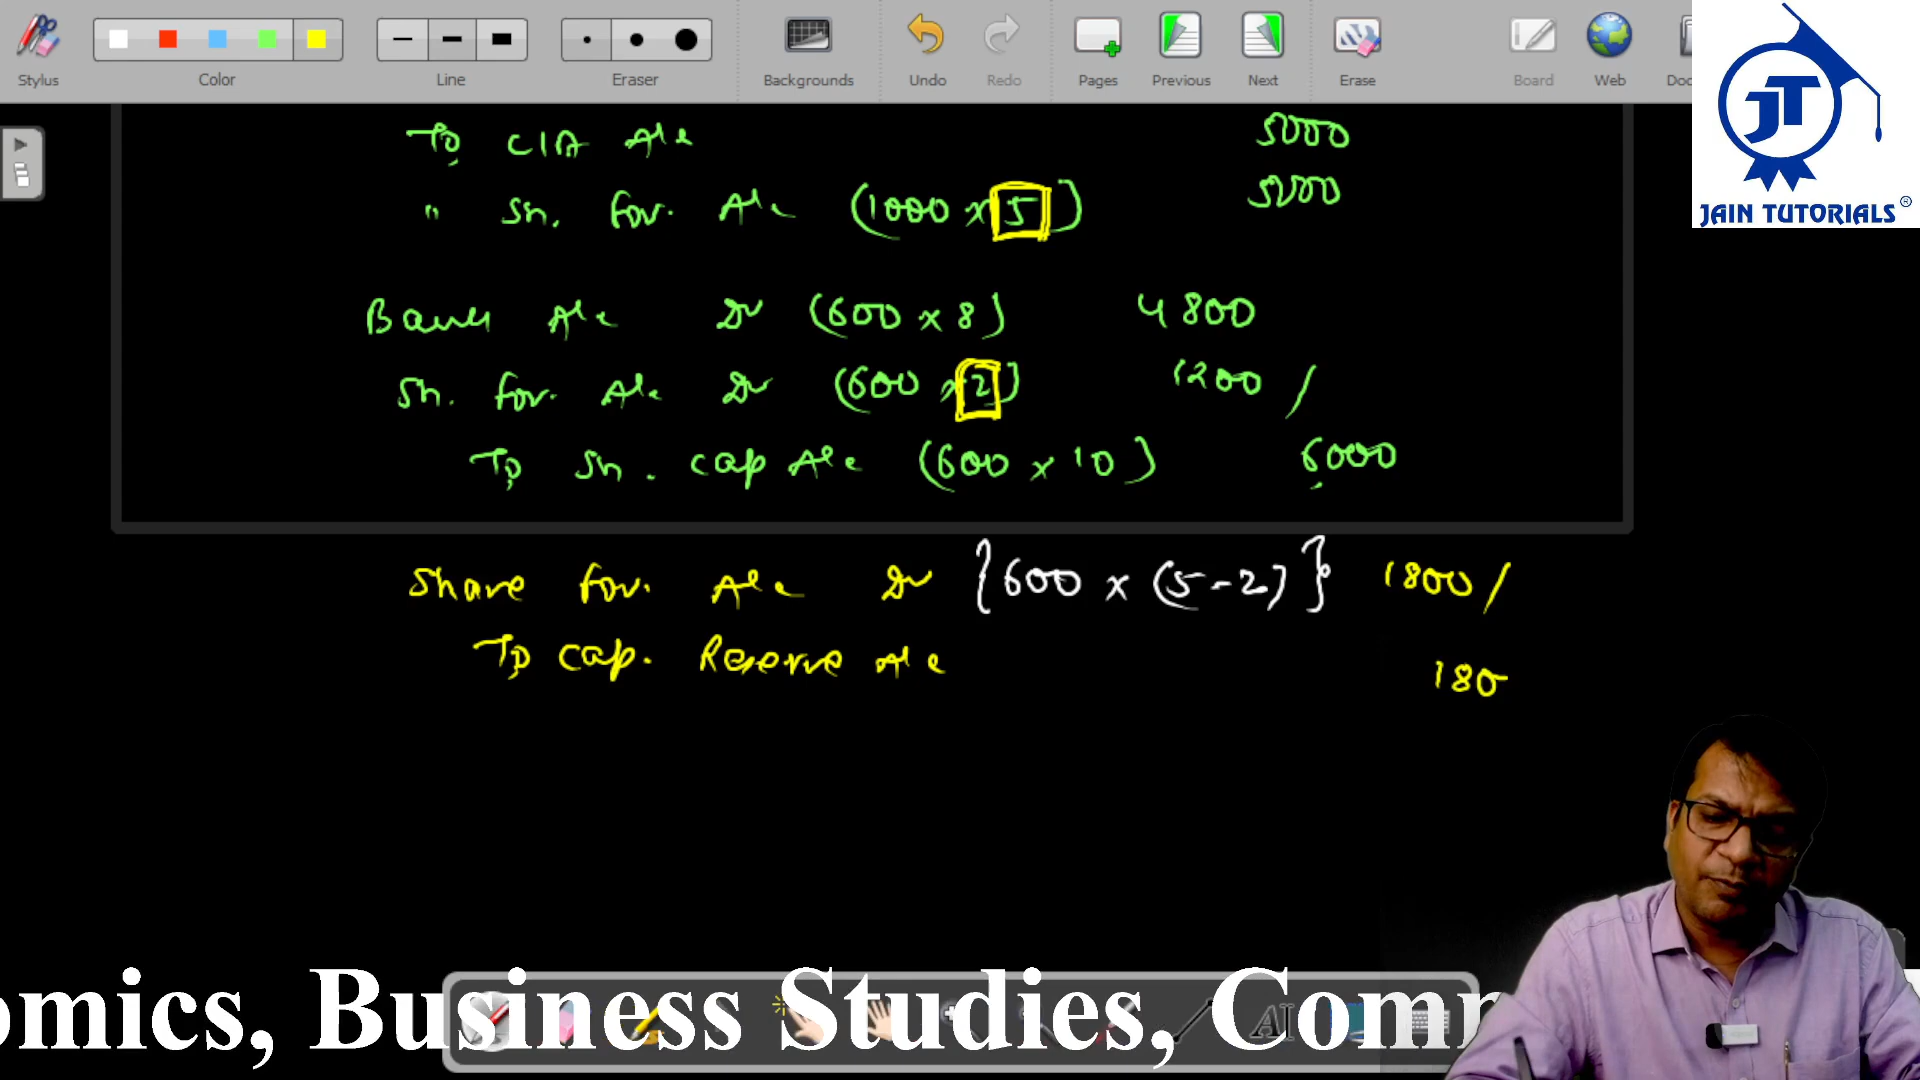 Stylus
Color
Line
Eraser
Backgrounds
Undo
Redo
Pages
Previous
Next
Erase
Board
Web
JT
JAIN TUTORIALS®
To CIA A/c 5000
" Sh. For. A/c (1000 × 5) 5000
Bank A/c Dr (600 × 8) 4800
Sh. For. A/c Dr (600 × 2) 1200 /
To Sh. Cap A/c (600 × 10) 6000
Share For. A/c Dr {600 × (5-2)} 1800 /
To Cap. Reserve A/c 180
omics, Business Studies, Comm